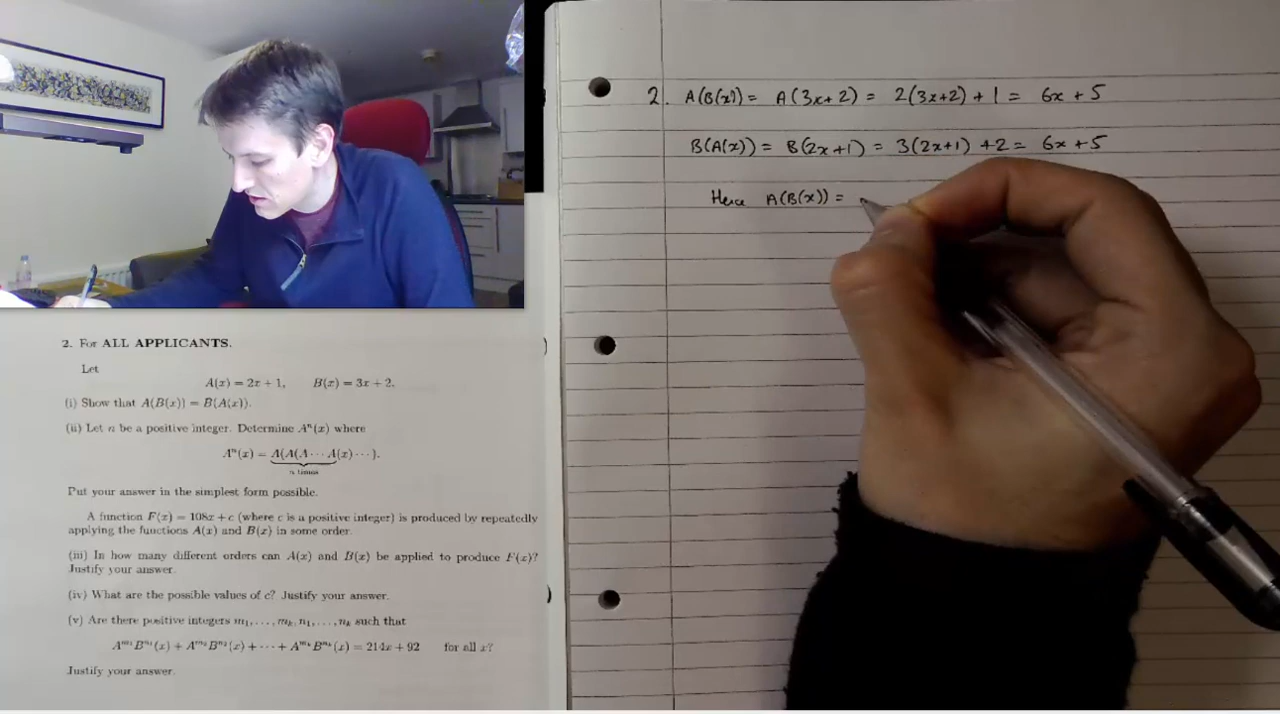 2. A(B(x)) = A(3x+2) = 2(3x+2) + 1 = 6x + 5
B(A(x)) = B(2x+1) = 3(2x+1) + 2 = 6x + 5
Hence A(B(x)) =
2. For ALL APPLICANTS.
Let
A(x) = 2x + 1, B(x) = 3x + 2.
(i) Show that A(B(x)) = B(A(x)).
(ii) Let n be a positive integer. Determine Aⁿ(x) where
Aⁿ(x) = A(A(A ··· A(x) ··· ).
n times
Put your answer in the simplest form possible.
A function F(x) = 108x + c (where c is a positive integer) is produced by repeatedly
applying the functions A(x) and B(x) in some order.
(iii) In how many different orders can A(x) and B(x) be applied to produce F(x)?
Justify your answer.
(iv) What are the possible values of c? Justify your answer.
(v) Are there positive integers m₁, . . . , mₖ, n₁, . . . , nₖ such that
A^{m₁}B^{n₁}(x) + A^{m₂}B^{n₂}(x) + ··· + A^{mₖ}B^{nₖ}(x) = 214x + 92 for all x?
Justify your answer.